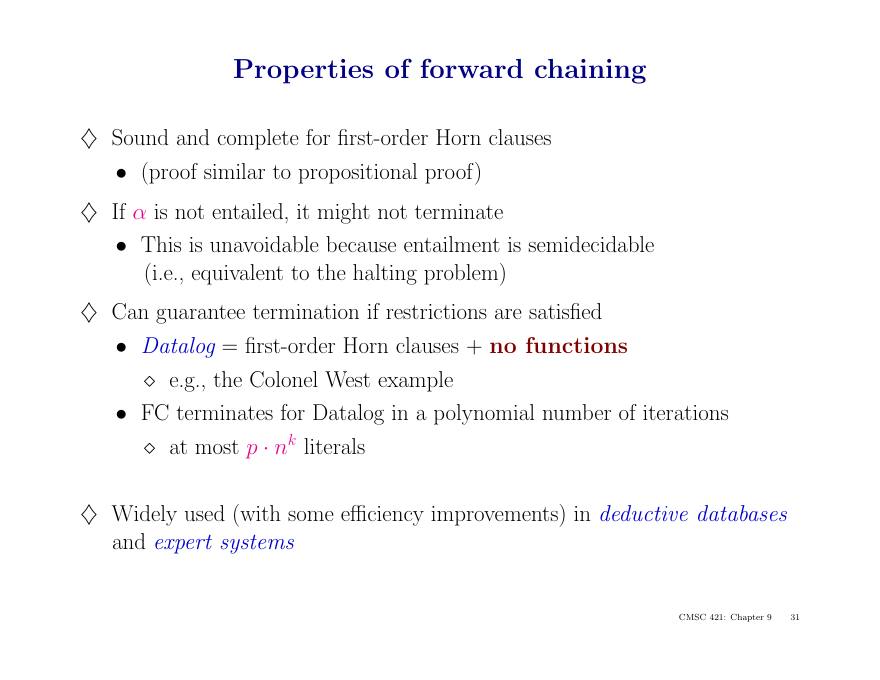 Properties of forward chaining
♢ Sound and complete for first-order Horn clauses
• (proof similar to propositional proof)
♢ If α is not entailed, it might not terminate
• This is unavoidable because entailment is semidecidable
(i.e., equivalent to the halting problem)
♢ Can guarantee termination if restrictions are satisfied
• Datalog = first-order Horn clauses + no functions
⋄ e.g., the Colonel West example
• FC terminates for Datalog in a polynomial number of iterations
⋄ at most p · n^k literals
♢ Widely used (with some efficiency improvements) in deductive databases
and expert systems
CMSC 421: Chapter 9 31